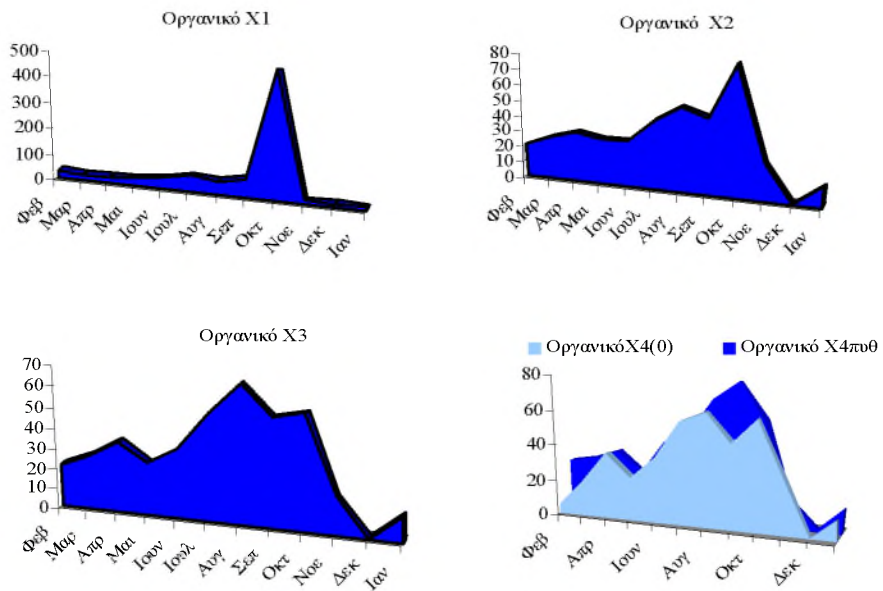 Οργανικό Χ1
500
400
300
200
100
0
Φεβ
Μαρ
Απρ
Μαι
Ιουν
Ιουλ
Αυγ
Σεπ
Οκτ
Νοε
Δεκ
Ιαν
Οργανικό Χ2
80
70
60
50
40
30
20
10
0
Φεβ
Μαρ
Απρ
Μαι
Ιουν
Ιουλ
Αυγ
Σεπ
Οκτ
Νοε
Δεκ
Ιαν
Οργανικό Χ3
70
60
50
40
30
20
10
0
Φεβ
Μαρ
Απρ
Μαι
Ιουν
Ιουλ
Αυγ
Σεπ
Οκτ
Νοε
Δεκ
Ιαν
ΟργανικόΧ4(0) Οργανικό Χ4πυθ
80
60
40
20
0
Φεβ
Απρ
Ιουν
Αυγ
Οκτ
Δεκ